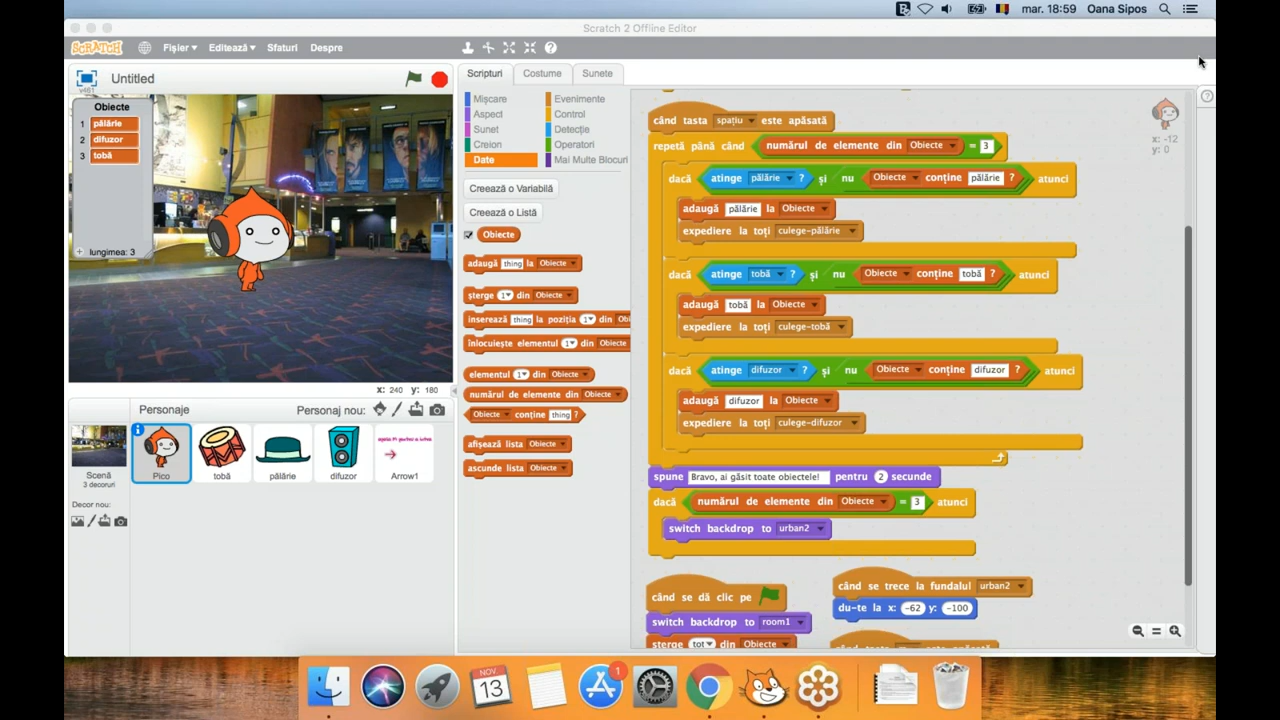 mar. 18:59 Oana Sipos
Scratch 2 Offline Editor
SCRATCH Fișier Editează Sfaturi Despre
v461 Untitled
Scripturi Costume Sunete
Obiecte
1 pălărie
2 difuzor
3 tobă
+ lungimea: 3
x: 240 y: 180
Mișcare Evenimente
Aspect Control
Sunet Detecție
Creion Operatori
Date Mai Multe Blocuri
Creează o Variabilă
Creează o Listă
Obiecte
adaugă thing la Obiecte
șterge 1 din Obiecte
inserează thing la poziția 1 din Obi
înlocuiește elementul 1 din Obiecte
elementul 1 din Obiecte
numărul de elemente din Obiecte
Obiecte conține thing ?
afișează lista Obiecte
ascunde lista Obiecte
x: -12
y: 0
când tasta spațiu este apăsată
repetă până când numărul de elemente din Obiecte = 3
dacă atinge pălărie ? și nu Obiecte conține pălărie ? atunci
adaugă pălărie la Obiecte
expediere la toți culege-pălărie
dacă atinge tobă ? și nu Obiecte conține tobă ? atunci
adaugă tobă la Obiecte
expediere la toți culege-tobă
dacă atinge difuzor ? și nu Obiecte conține difuzor ? atunci
adaugă difuzor la Obiecte
expediere la toți culege-difuzor
spune Bravo, ai găsit toate obiectele! pentru 2 secunde
dacă numărul de elemente din Obiecte = 3 atunci
switch backdrop to urban2
când se dă clic pe
switch backdrop to room1
șterge tot din Obiecte
când se trece la fundalul urban2
du-te la x: -62 y: -100
Personaje Personaj nou:
Scenă
3 decoruri
Decor nou:
Pico tobă pălărie difuzor Arrow1
NOV
13
1